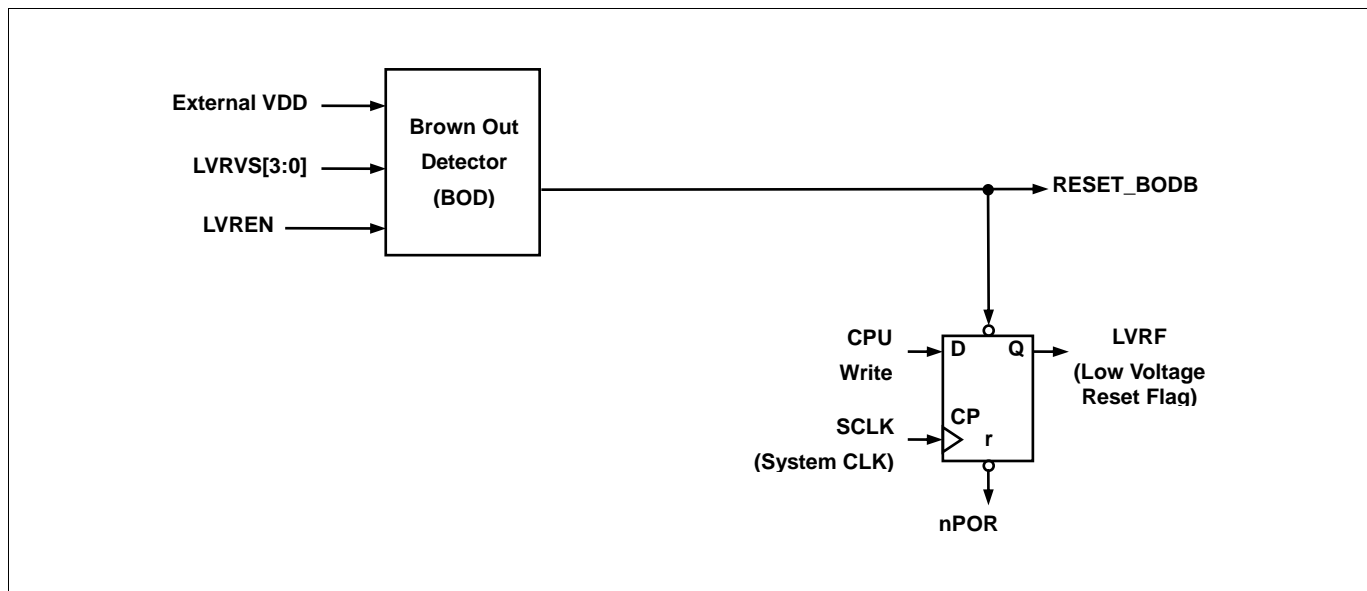 External VDD
LVRVS[3:0]
LVREN
Brown Out
Detector
(BOD)
RESET_BODB
CPU
Write
D
Q
LVRF
(Low Voltage
Reset Flag)
SCLK
(System CLK)
CP
r
nPOR